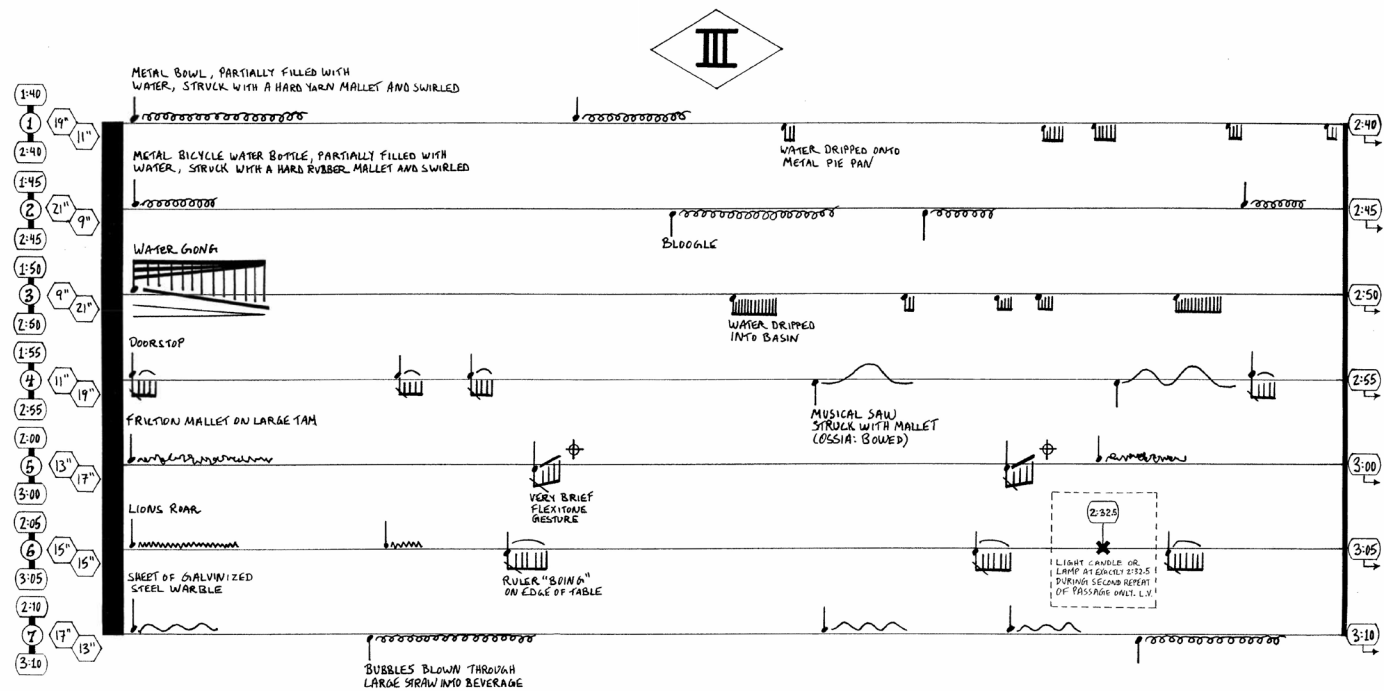 III
METAL BOWL, PARTIALLY FILLED WITH
WATER, STRUCK WITH A HARD YARN MALLET AND SWIRLED
1:40
1
19"
11"
2:40
2:40
WATER DRIPPED ONTO
METAL PIE PAN
METAL BICYCLE WATER BOTTLE, PARTIALLY FILLED WITH
WATER, STRUCK WITH A HARD RUBBER MALLET AND SWIRLED
1:45
2
21"
9"
2:45
2:45
BLOOGLE
WATER GONG
1:50
3
9"
21"
2:50
2:50
WATER DRIPPED
INTO BASIN
DOORSTOP
1:55
4
11"
19"
2:55
2:55
MUSICAL SAW
STRUCK WITH MALLET
(OSSIA: BOWED)
FRICTION MALLET ON LARGE TAM
2:00
5
13"
17"
3:00
3:00
VERY BRIEF
FLEXITONE
GESTURE
LIONS ROAR
2:05
6
15"
15"
3:05
3:05
RULER "BOING"
ON EDGE OF TABLE
2:32.5
LIGHT CANDLE OR
LAMP AT EXACTLY 2:32.5
DURING SECOND REPEAT
OF PASSAGE ONLY. L.V.
SHEET OF GALVINIZED
STEEL WARBLE
2:10
7
17"
13"
3:10
3:10
BUBBLES BLOWN THROUGH
LARGE STRAW INTO BEVERAGE